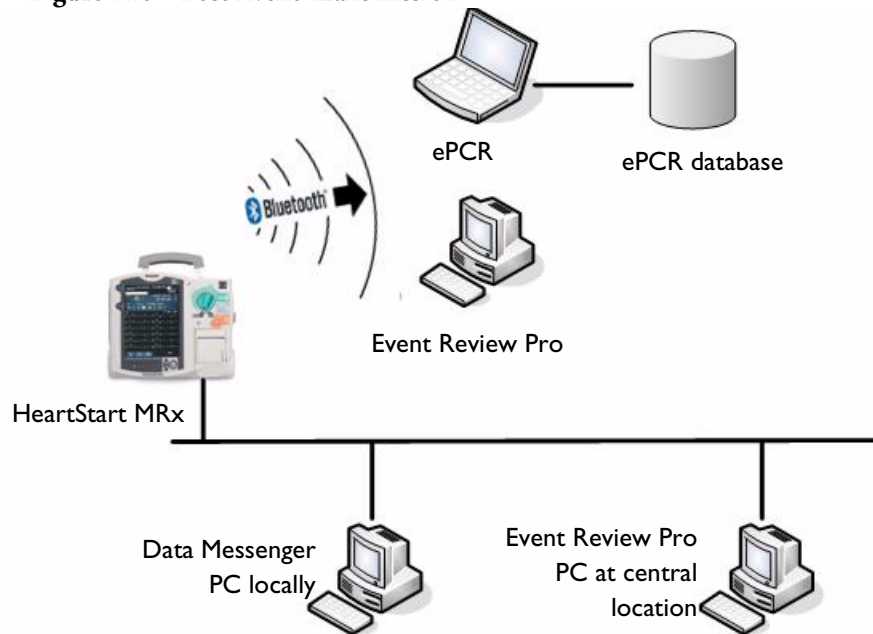 ePCR
ePCR database
Bluetooth®
Event Review Pro
HeartStart MRx
Data Messenger
PC locally
Event Review Pro
PC at central
location